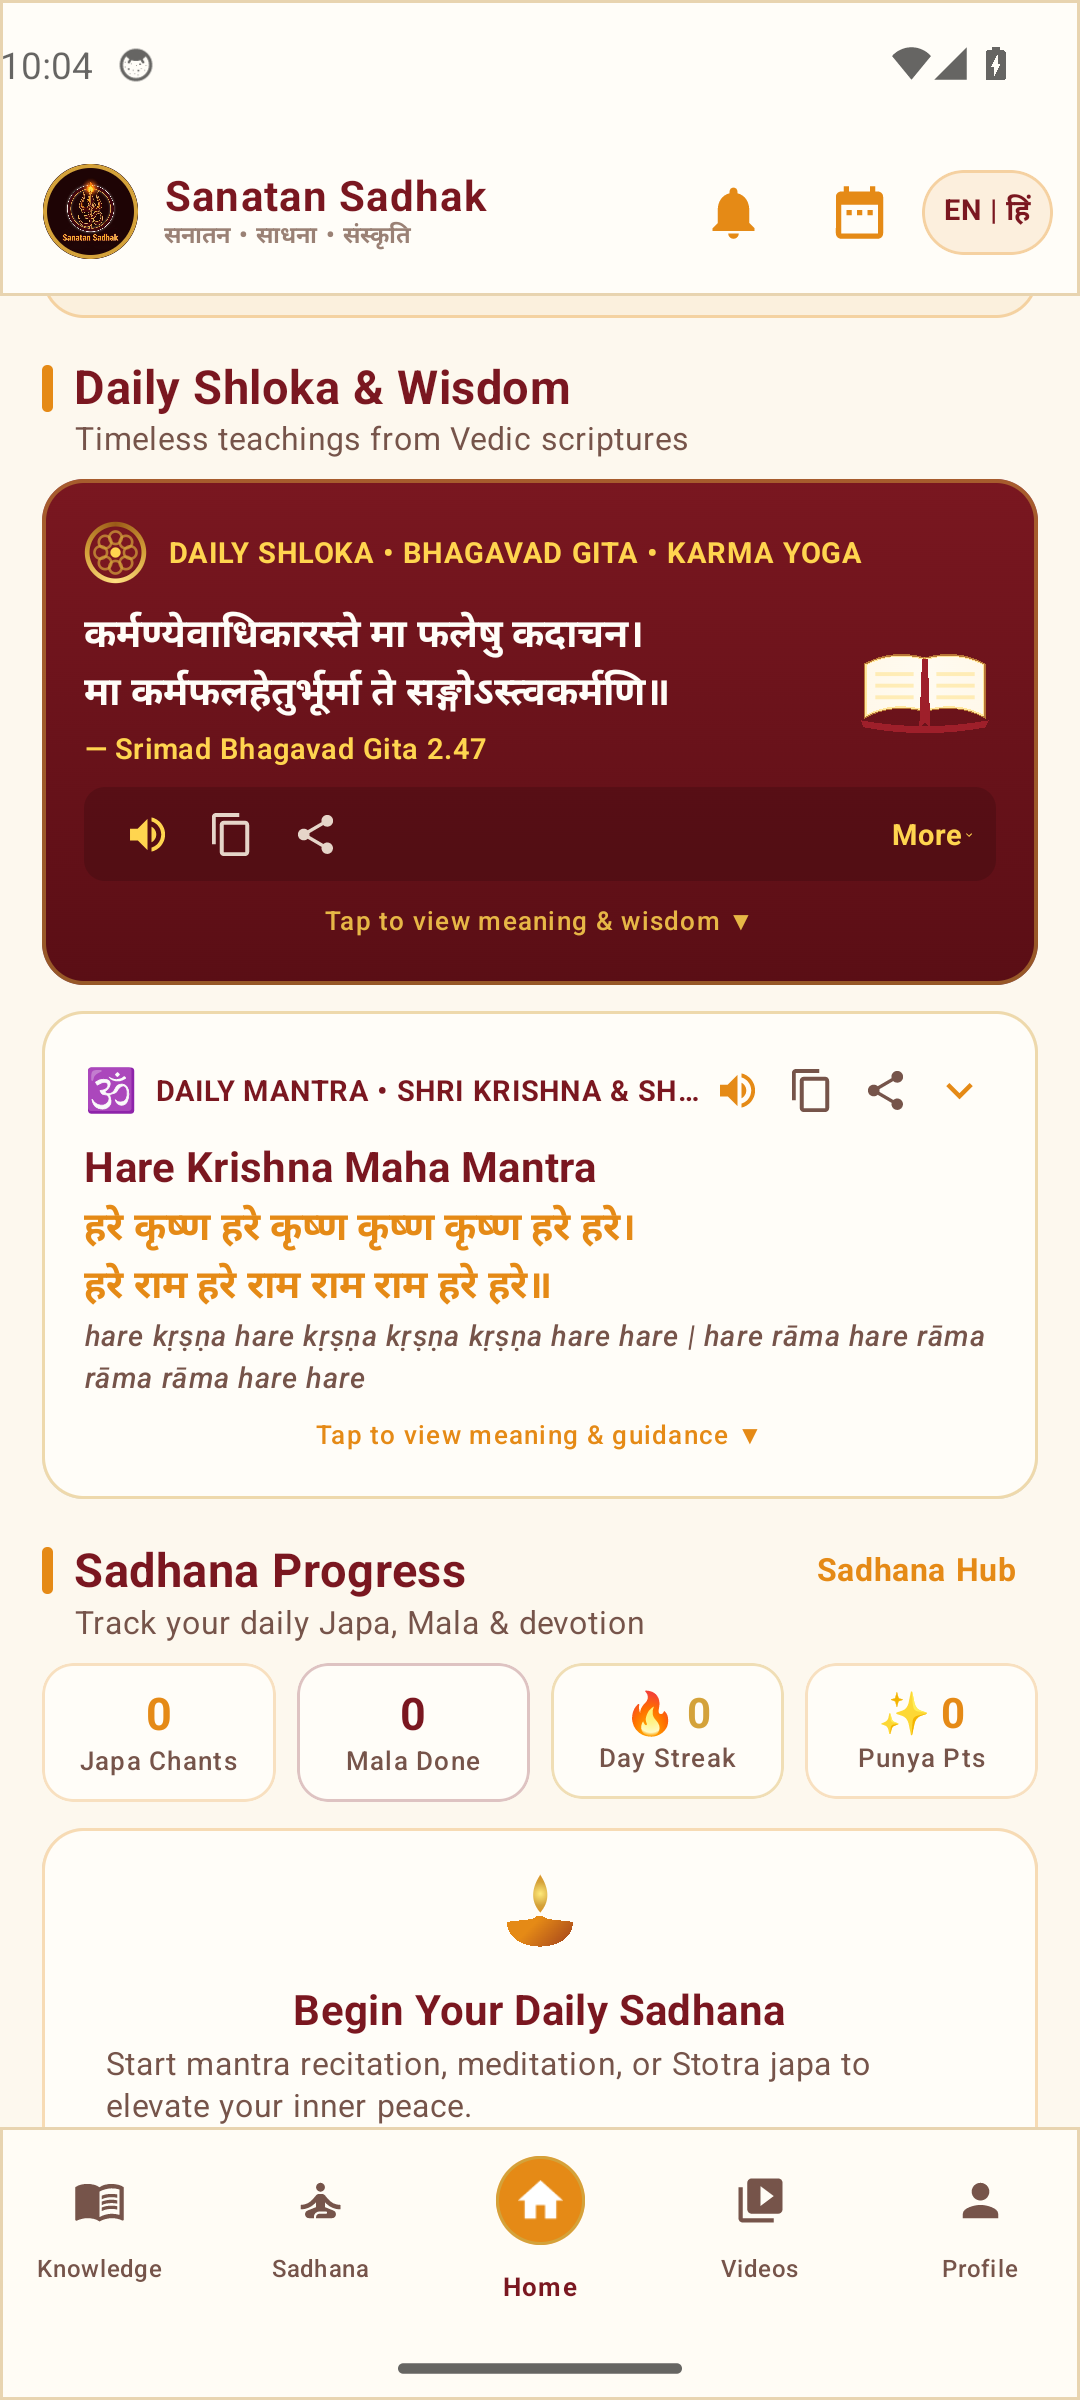 10:04
Sanatan Sadhak
सनातन • साधना • संस्कृति
EN | हिं
Sanatan Sadhak
Daily Shloka & Wisdom
Timeless teachings from Vedic scriptures
DAILY SHLOKA • BHAGAVAD GITA • KARMA YOGA
कर्मण्येवाधिकारस्ते मा फलेषु कदाचन।
मा कर्मफलहेतुर्भूर्मा ते सङ्गोऽस्त्वकर्मणि॥
— Srimad Bhagavad Gita 2.47
More
Tap to view meaning & wisdom ▼
ॐ DAILY MANTRA • SHRI KRISHNA & SH...
Hare Krishna Maha Mantra
हरे कृष्ण हरे कृष्ण कृष्ण कृष्ण हरे हरे।
हरे राम हरे राम राम राम हरे हरे॥
hare kṛṣṇa hare kṛṣṇa kṛṣṇa kṛṣṇa hare hare | hare rāma hare rāma
rāma rāma hare hare
Tap to view meaning & guidance ▼
Sadhana Progress
Sadhana Hub
Track your daily Japa, Mala & devotion
0
Japa Chants
0
Mala Done
🔥 0
Day Streak
✨ 0
Punya Pts
Begin Your Daily Sadhana
Start mantra recitation, meditation, or Stotra japa to
elevate your inner peace.
Knowledge
Sadhana
Home
Videos
Profile